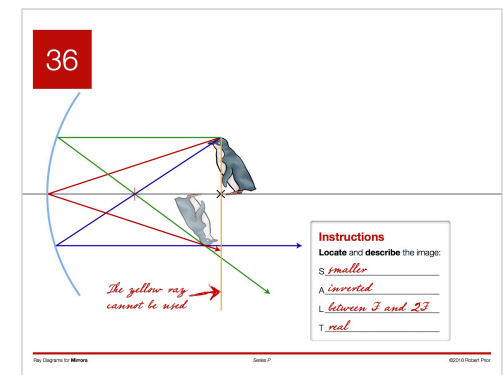 36
The yellow ray
cannot be used
Instructions
Locate and describe the image:
S smaller
A inverted
L between F and 2F
T real
Ray Diagrams for Mirrors
Series P
©2016 Robert Prior